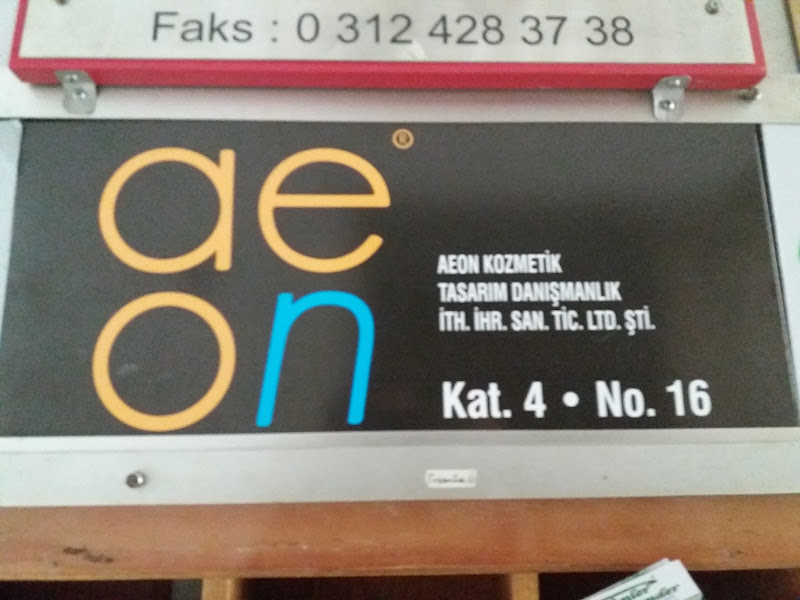 Faks : 0 312 428 37 38
ae®
on
AEON KOZMETİK
TASARIM DANIŞMANLIK
İTH. İHR. SAN. TİC. LTD. ŞTİ.
Kat. 4 • No. 16